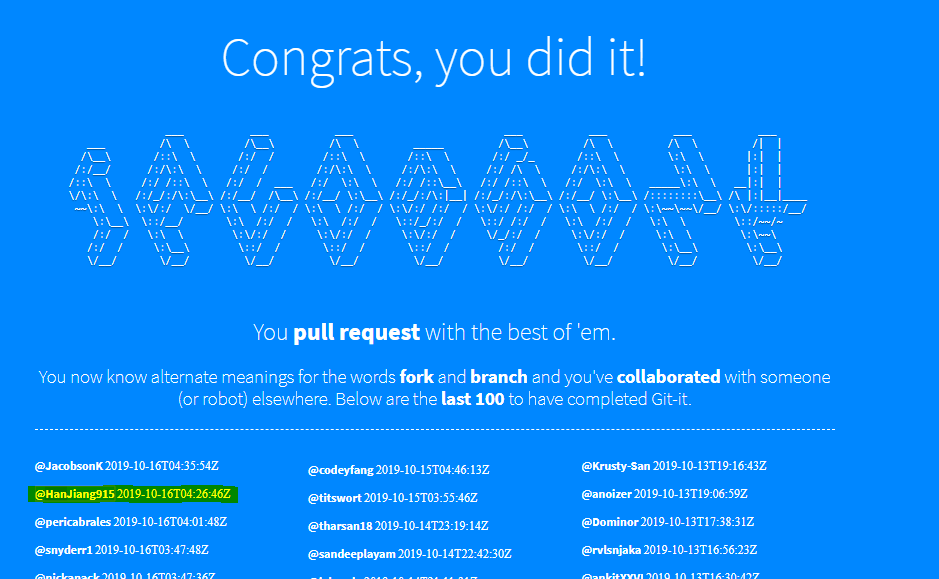 Congrats, you did it!
You pull request with the best of 'em.
You now know alternate meanings for the words fork and branch and you've collaborated with someone
(or robot) elsewhere. Below are the last 100 to have completed Git-it.
@JacobsonK 2019-10-16T04:35:54Z
@HanJiang915 2019-10-16T04:26:46Z
@pericabrales 2019-10-16T04:01:48Z
@snyderr1 2019-10-16T03:47:48Z
@codeyfang 2019-10-15T04:46:13Z
@titswort 2019-10-15T03:55:46Z
@tharsan18 2019-10-14T23:19:14Z
@sandeeplayam 2019-10-14T22:42:30Z
@Krusty-San 2019-10-13T19:16:43Z
@anoizer 2019-10-13T19:06:59Z
@Dominor 2019-10-13T17:38:31Z
@rvlsnjaka 2019-10-13T16:56:23Z